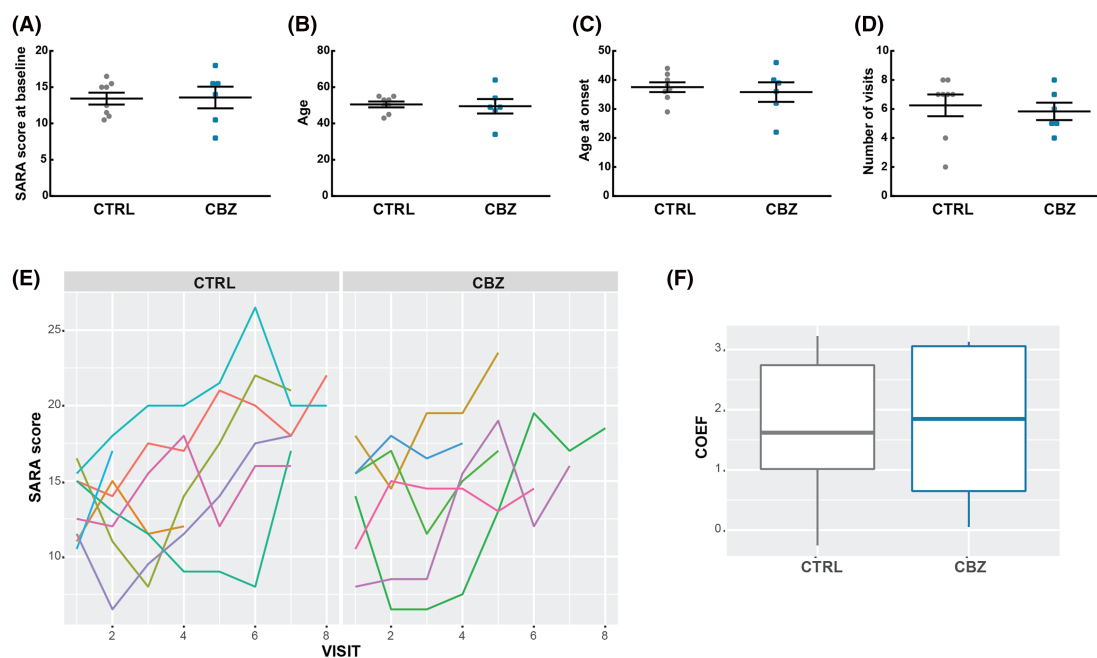 (A)
SARA score at baseline
20
15
10
5
0
CTRL
CBZ
(B)
Age
80
60
40
20
0
CTRL
CBZ
(C)
Age at onset
50
40
30
20
10
0
CTRL
CBZ
(D)
Number of visits
10
8
6
4
2
0
CTRL
CBZ
(E)
CTRL
CBZ
SARA score
25
20
15
10
2
4
6
8
2
4
6
8
VISIT
(F)
COEF
3
2
1
0
CTRL
CBZ